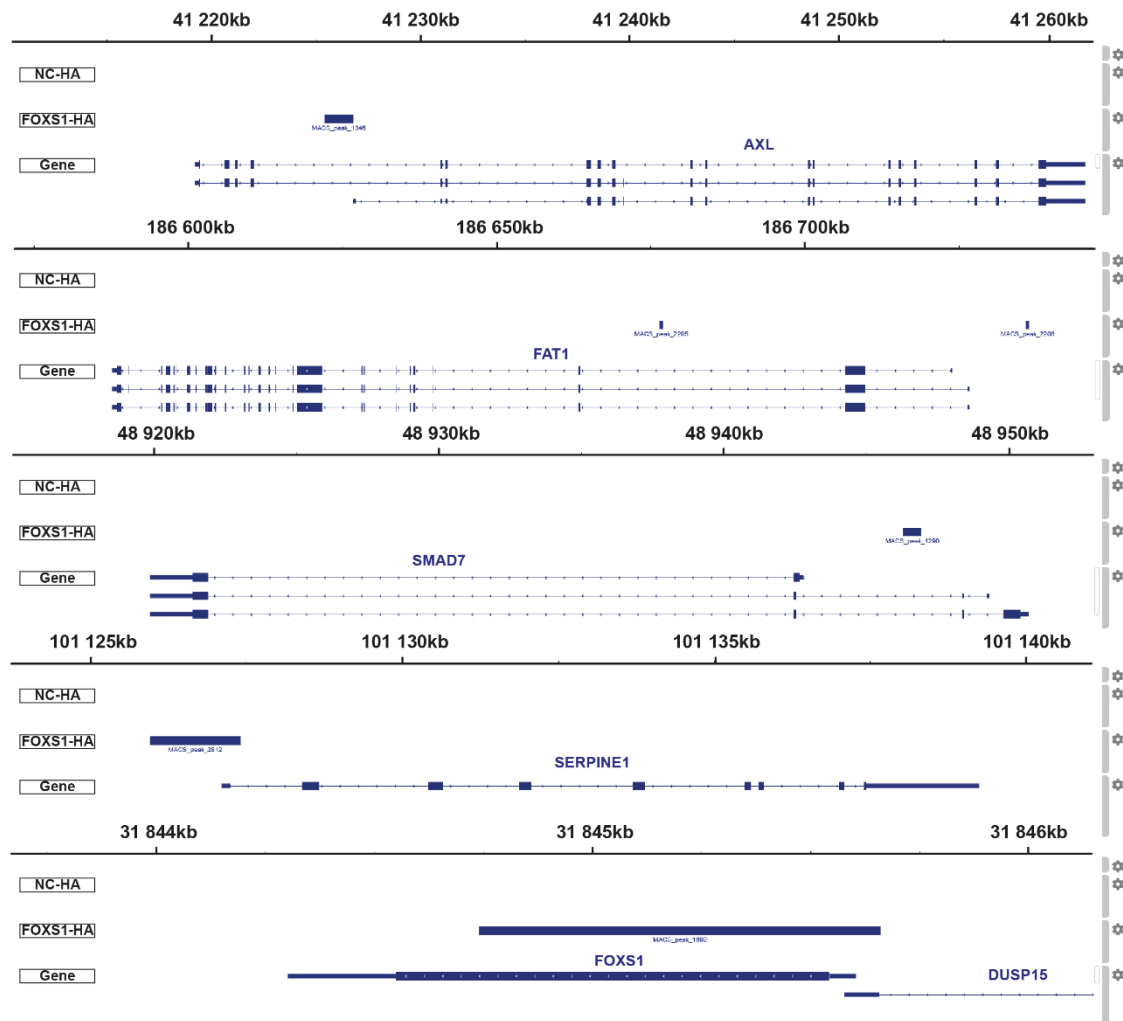 41 220kb 41 230kb 41 240kb 41 250kb 41 260kb
NC-HA
FOXS1-HA
MACS_peak_1346
Gene
AXL
186 600kb 186 650kb 186 700kb
NC-HA
FOXS1-HA
MACS_peak_2205 MACS_peak_2206
Gene
FAT1
48 920kb 48 930kb 48 940kb 48 950kb
NC-HA
FOXS1-HA
MACS_peak_1290
Gene
SMAD7
101 125kb 101 130kb 101 135kb 101 140kb
NC-HA
FOXS1-HA
MACS_peak_2812
Gene
SERPINE1
31 844kb 31 845kb 31 846kb
NC-HA
FOXS1-HA
MACS_peak_1692
Gene
FOXS1
DUSP15